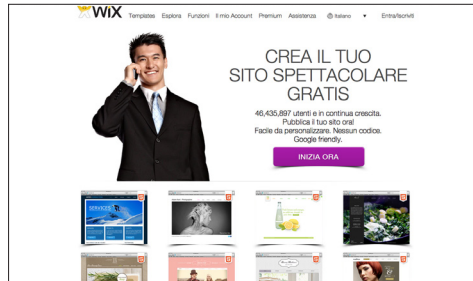 WiX
Templates Esplora Funzioni Il mio Account Premium Assistenza Italiano Entra/Iscriviti
CREA IL TUO
SITO SPETTACOLARE
GRATIS
46,435,897 utenti e in continua crescita.
Pubblica il tuo sito ora!
Facile da personalizzare. Nessun codice.
Google friendly.
INIZIA ORA
SERVICES